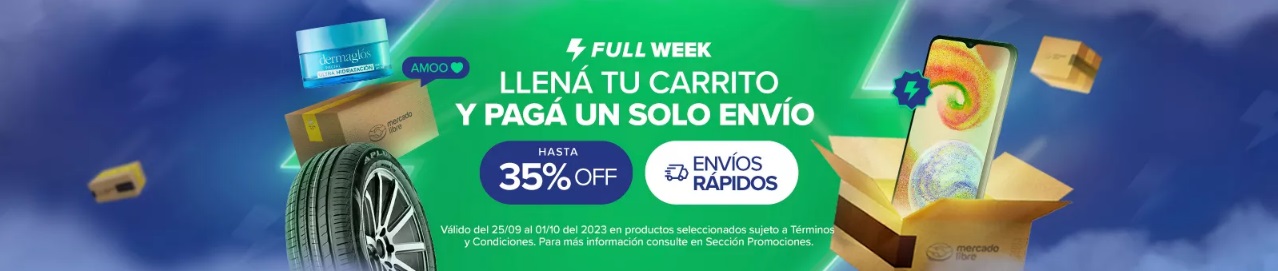 FULL WEEK
LLENÁ TU CARRITO
Y PAGÁ UN SOLO ENVÍO
HASTA
35% OFF
ENVÍOS
RÁPIDOS
Válido del 25/09 al 01/10 del 2023 en productos seleccionados sujeto a Términos
y Condiciones. Para más información consulte en Sección Promociones.
dermaglós
FACIAL
ULTRA HIDRATACIÓN
AMOO
mercado
libre
mercado
libre